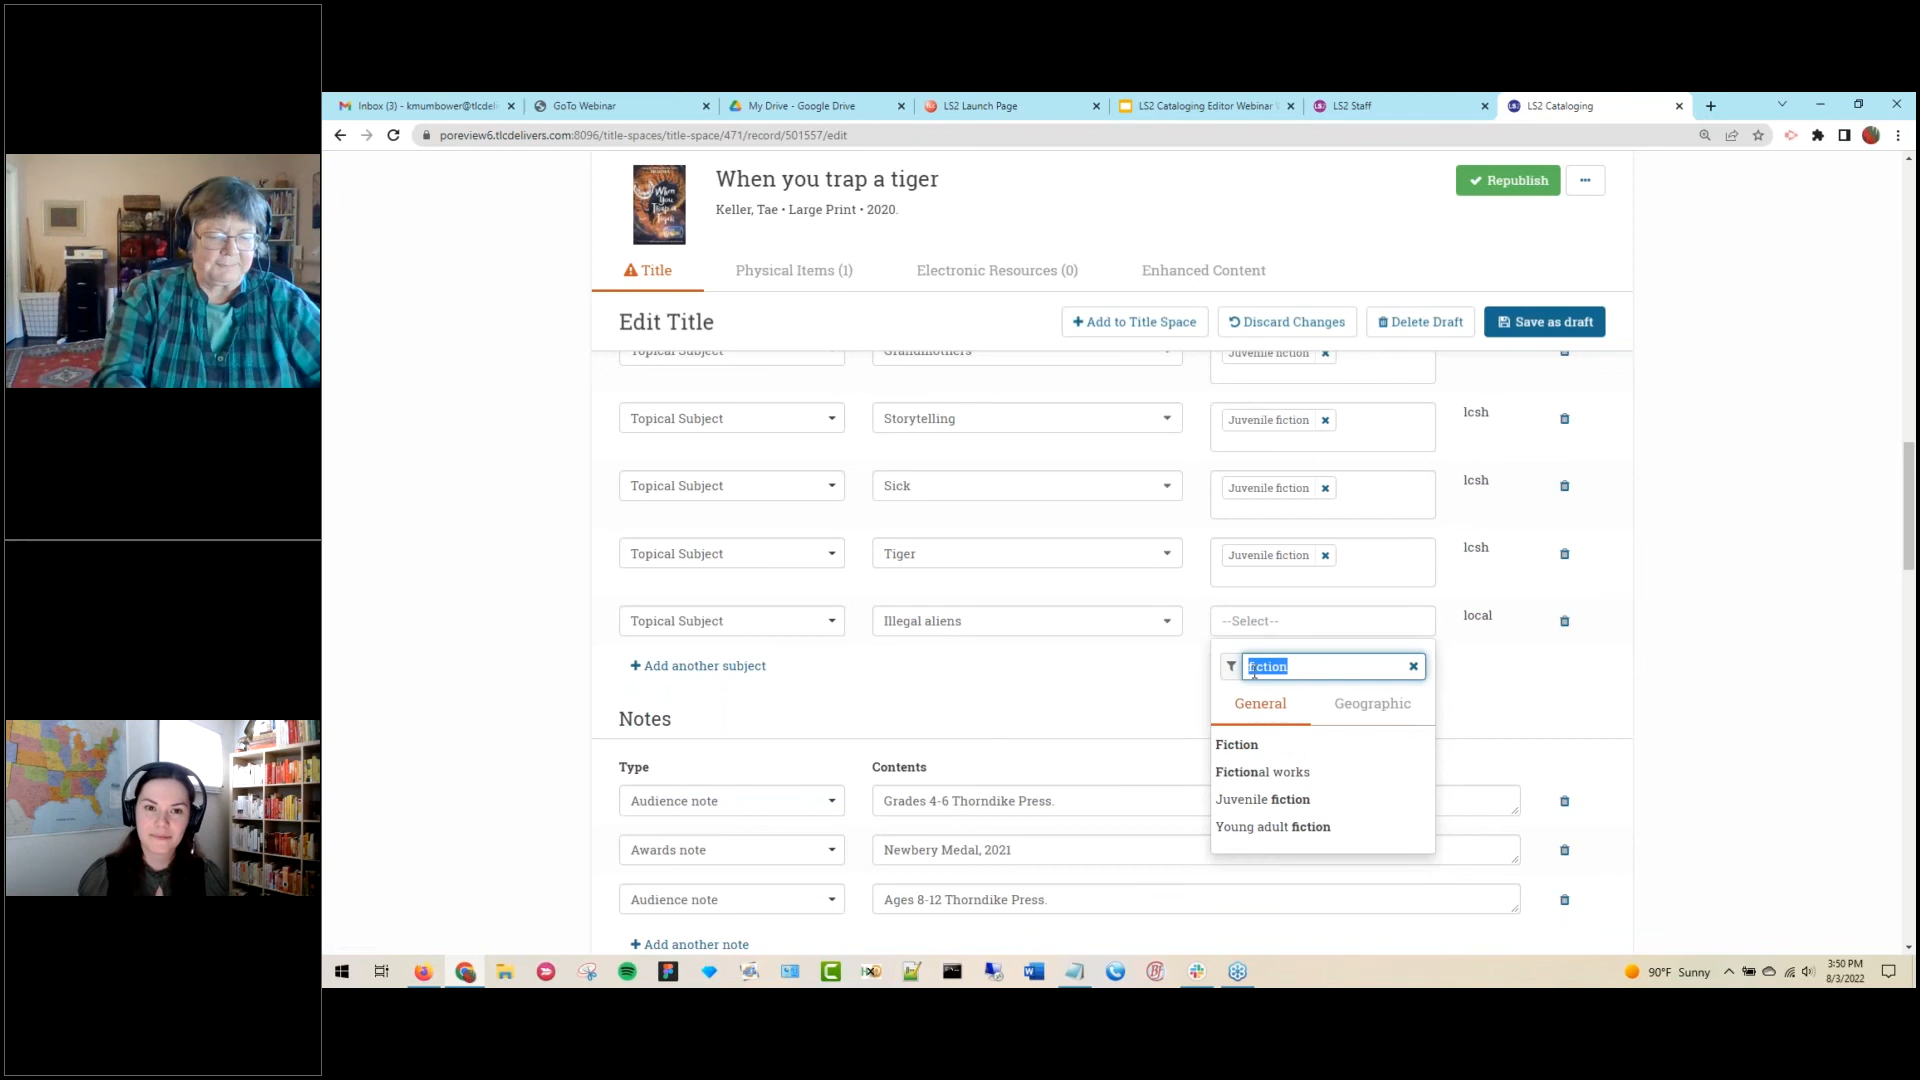 Inbox (3) - kmumbower@tlcdeli
GoTo Webinar
My Drive - Google Drive
LS2 Launch Page
LS2 Cataloging Editor Webinar
LS2 Staff
LS2 Cataloging
poreview6.tlcdelivers.com:8096/title-spaces/title-space/471/record/501557/edit
When you trap a tiger
Keller, Tae • Large Print • 2020.
Republish
Title
Physical Items (1)
Electronic Resources (0)
Enhanced Content
Edit Title
Add to Title Space
Discard Changes
Delete Draft
Save as draft
Topical Subject Grandmothers Juvenile fiction
Topical Subject Storytelling Juvenile fiction lcsh
Topical Subject Sick Juvenile fiction lcsh
Topical Subject Tiger Juvenile fiction lcsh
Topical Subject Illegal aliens --Select-- local
+ Add another subject
fiction
General Geographic
Fiction
Fictional works
Juvenile fiction
Young adult fiction
Notes
Type Contents
Audience note Grades 4-6 Thorndike Press.
Awards note Newbery Medal, 2021
Audience note Ages 8-12 Thorndike Press.
+ Add another note
90°F Sunny
3:50 PM
8/3/2022